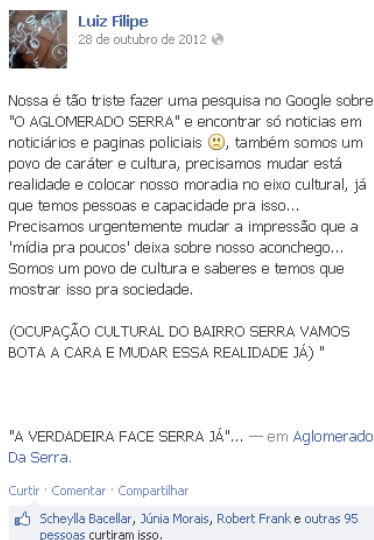 Luiz Filipe
28 de outubro de 2012
Nossa é tão triste fazer uma pesquisa no Google sobre
"O AGLOMERADO SERRA" e encontrar só noticias em
noticiários e paginas policiais , também somos um
povo de caráter e cultura, precisamos mudar está
realidade e colocar nosso moradia no eixo cultural, já
que temos pessoas e capacidade pra isso...
Precisamos urgentemente mudar a impressão que a
'mídia pra poucos' deixa sobre nosso aconchego...
Somos um povo de cultura e saberes e temos que
mostrar isso pra sociedade.
(OCUPAÇÃO CULTURAL DO BAIRRO SERRA VAMOS
BOTA A CARA E MUDAR ESSA REALIDADE JÁ) "
"A VERDADEIRA FACE SERRA JÁ"... — em Aglomerado
Da Serra.
Curtir · Comentar · Compartilhar
Scheylla Bacellar, Júnia Morais, Robert Frank e outras 95
pessoas curtiram isso.